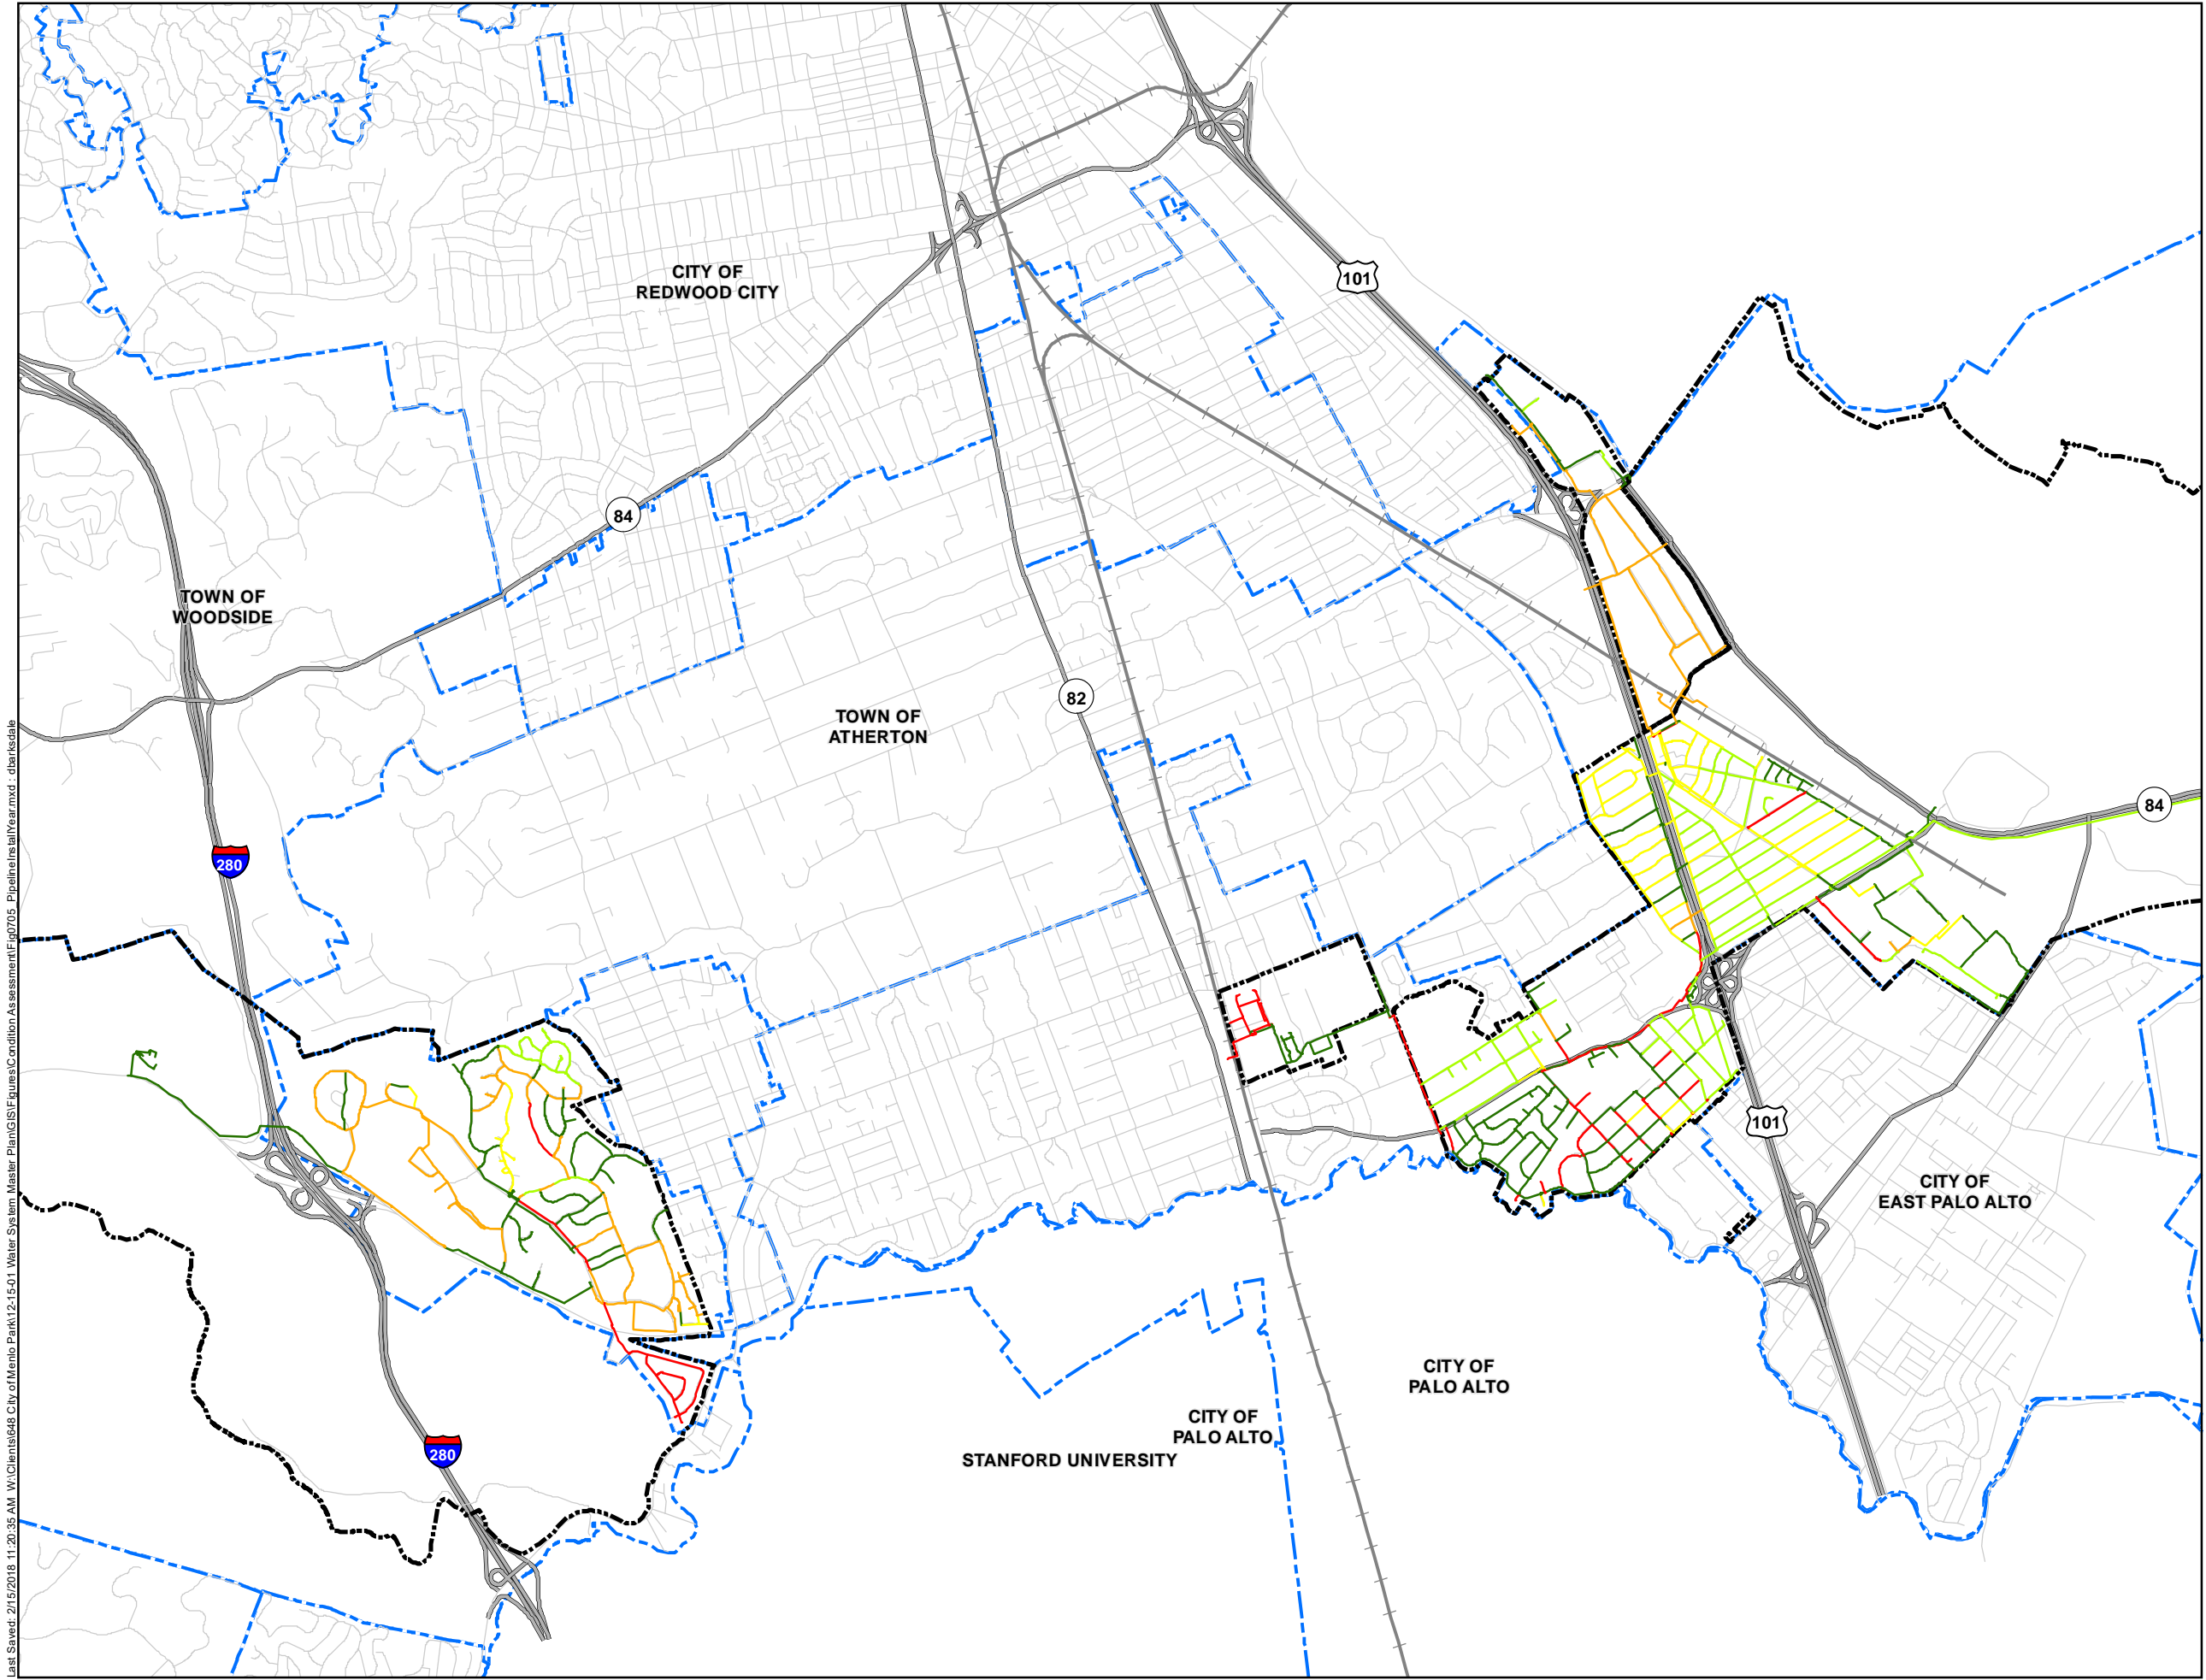 CITY OF
REDWOOD CITY
101
84
TOWN OF
WOODSIDE
82
TOWN OF
ATHERTON
84
280
101
CITY OF
EAST PALO ALTO
CITY OF
PALO ALTO
CITY OF
PALO ALTO
STANFORD UNIVERSITY
280
Last Saved: 2/15/2018 11:20:35 AM W:\Clients\648 City of Menlo Park\12-15-01 Water System Master Plan\GIS\Figures\Condition Assessment\Fig0705_PipelineInstallYear.mxd : dbarksdale